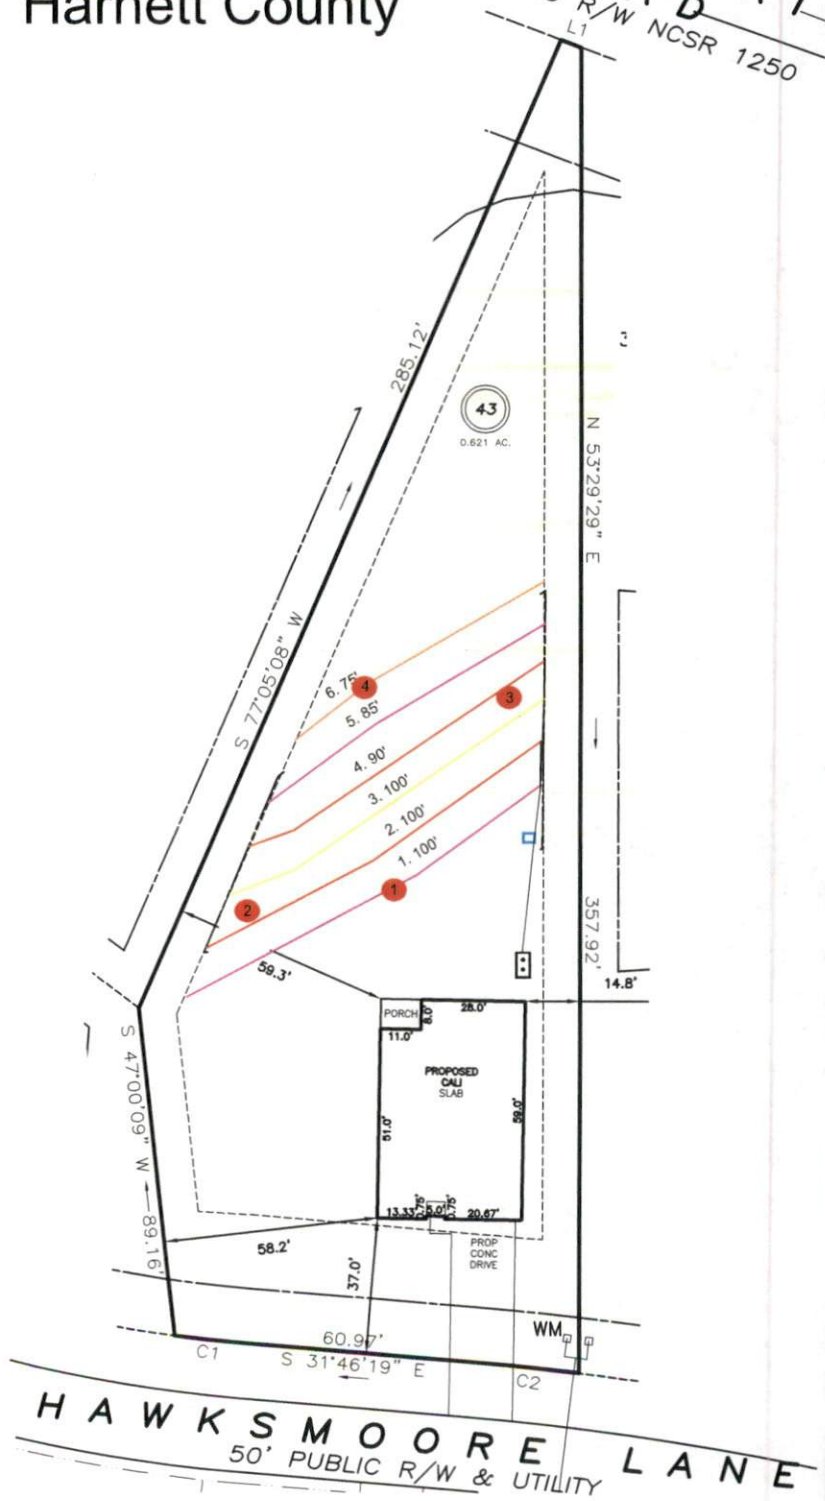 Harnett County
R/W NCSR 1250
L1
285.12'
43
0.621 AC.
N 53°29'29" E
S 77°05'08" W
6. 75'
4
5. 85'
3
4. 90'
3. 100'
2. 100'
1. 100'
1
2
357.92'
59.3'
14.8'
PORCH
8.0'
28.0'
11.0'
PROPOSED
CALI
SLAB
51.0'
59.0'
S 47°00'09" W
89.16'
13.33'
0.75'
5.0'
0.75'
20.67'
58.2'
37.0'
PROP
CONC
DRIVE
WM
60.97'
C1
S 31°46'19" E
C2
HAWKSMOORE LANE
50' PUBLIC R/W & UTILITY